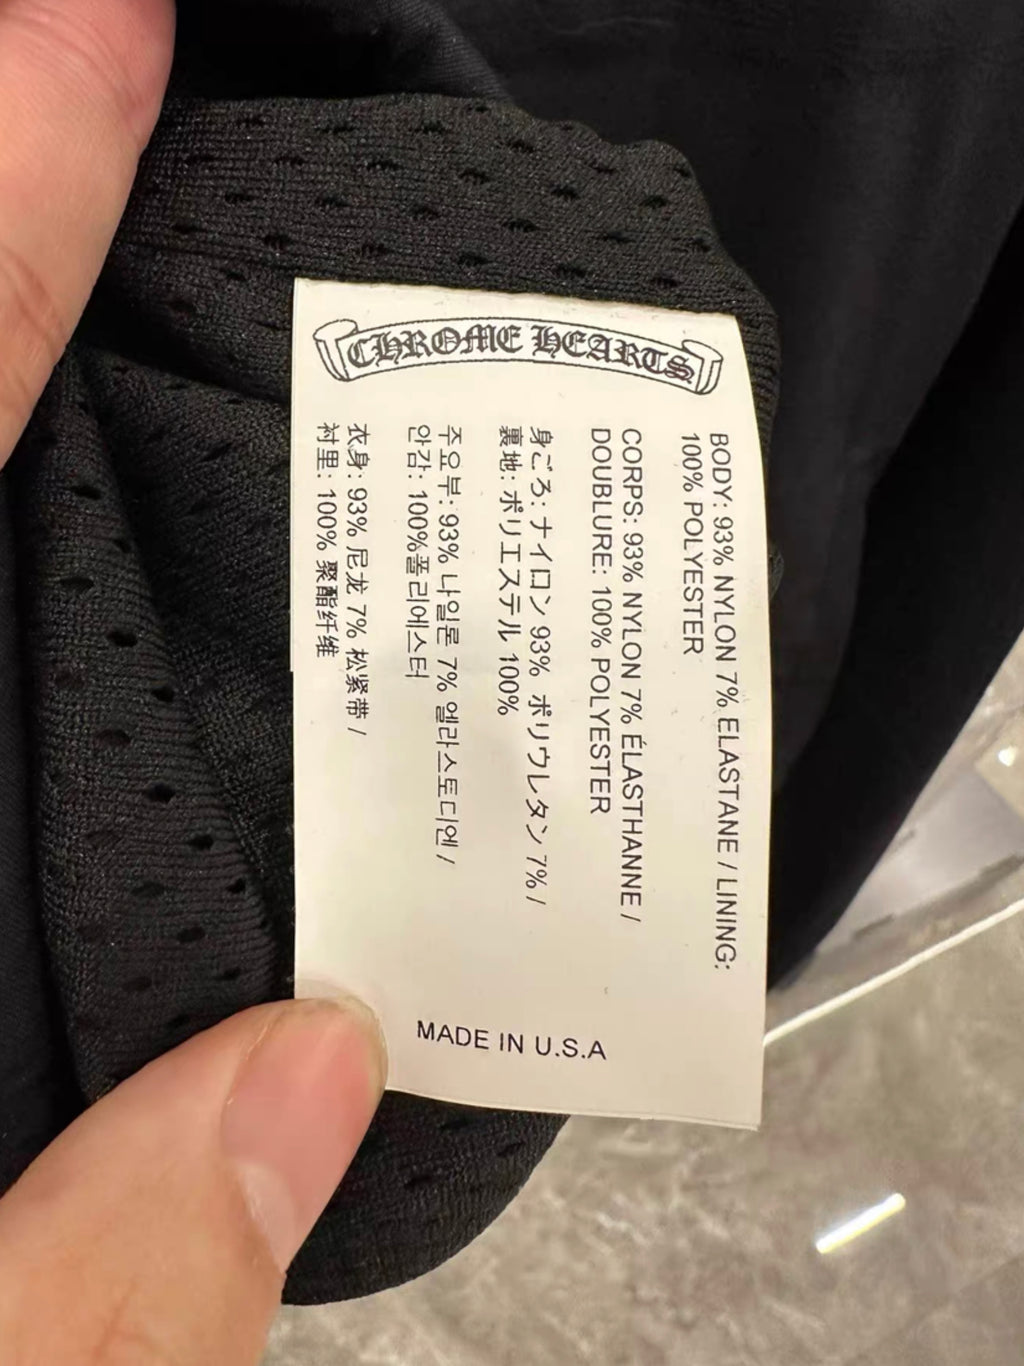 CHROME HEARTS
BODY: 93% NYLON 7% ELASTANE / LINING:
100% POLYESTER
CORPS: 93% NYLON 7% ÉLASTHANNE /
DOUBLURE: 100% POLYESTER
身ごろ: ナイロン 93% ポリウレタン 7% /
裏地: ポリエステル 100%
주요부: 93% 나일론 7% 엘라스토디엔 /
안감: 100%폴리에스터
衣身: 93% 尼龙 7% 松紧带 /
衬里: 100% 聚酯纤维
MADE IN U.S.A